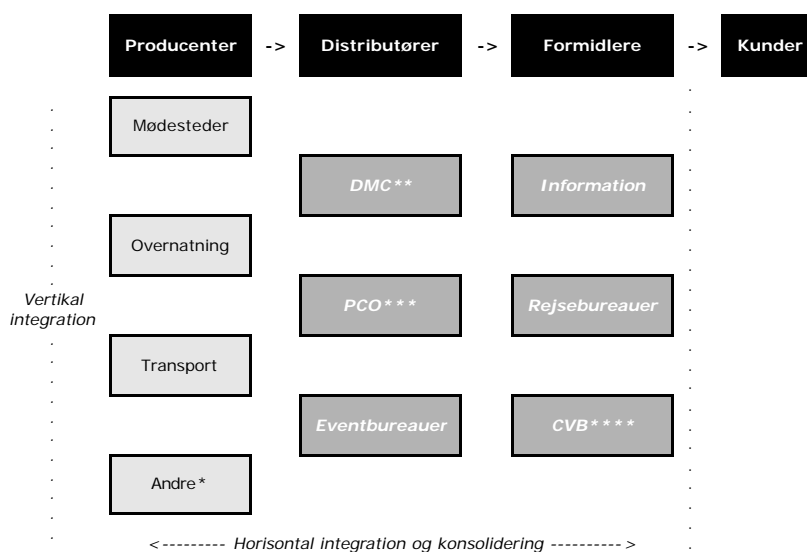 Producenter -> Distributører -> Formidlere -> Kunder
Mødesteder
DMC** Information
Overnatning
Vertikal
integration
PCO*** Rejsebureauer
Transport
Eventbureauer CVB****
Andre*
<--------- Horisontal integration og konsolidering ---------->